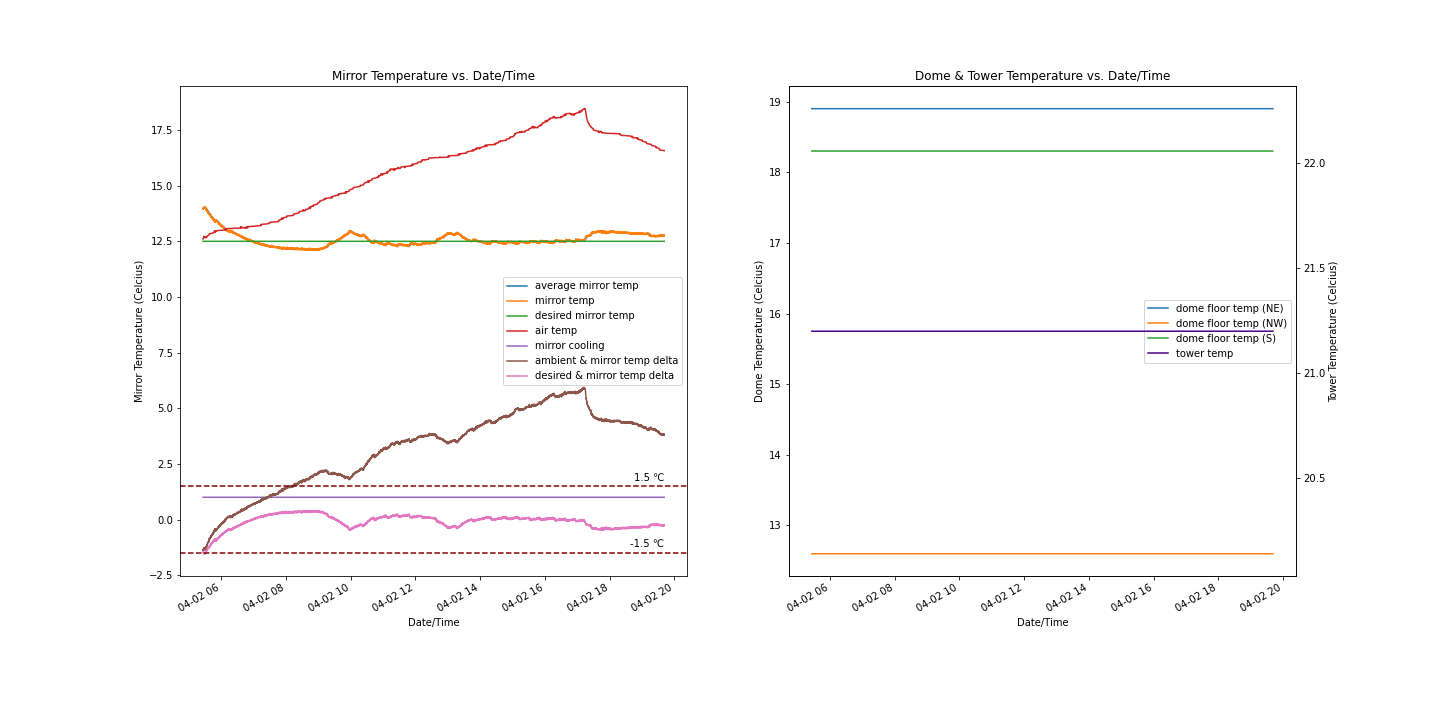 Mirror Temperature vs. Date/Time
Mirror Temperature (Celcius)
17.5
15.0
12.5
10.0
7.5
5.0
2.5
0.0
−2.5
average mirror temp
mirror temp
desired mirror temp
air temp
mirror cooling
ambient & mirror temp delta
desired & mirror temp delta
1.5 °C
-1.5 °C
04-02 06
04-02 08
04-02 10
04-02 12
04-02 14
04-02 16
04-02 18
04-02 20
Date/Time
Dome & Tower Temperature vs. Date/Time
Dome Temperature (Celcius)
19
18
17
16
15
14
13
dome floor temp (NE)
dome floor temp (NW)
dome floor temp (S)
tower temp
22.0
21.5
21.0
20.5
Tower Temperature (Celcius)
04-02 06
04-02 08
04-02 10
04-02 12
04-02 14
04-02 16
04-02 18
04-02 20
Date/Time